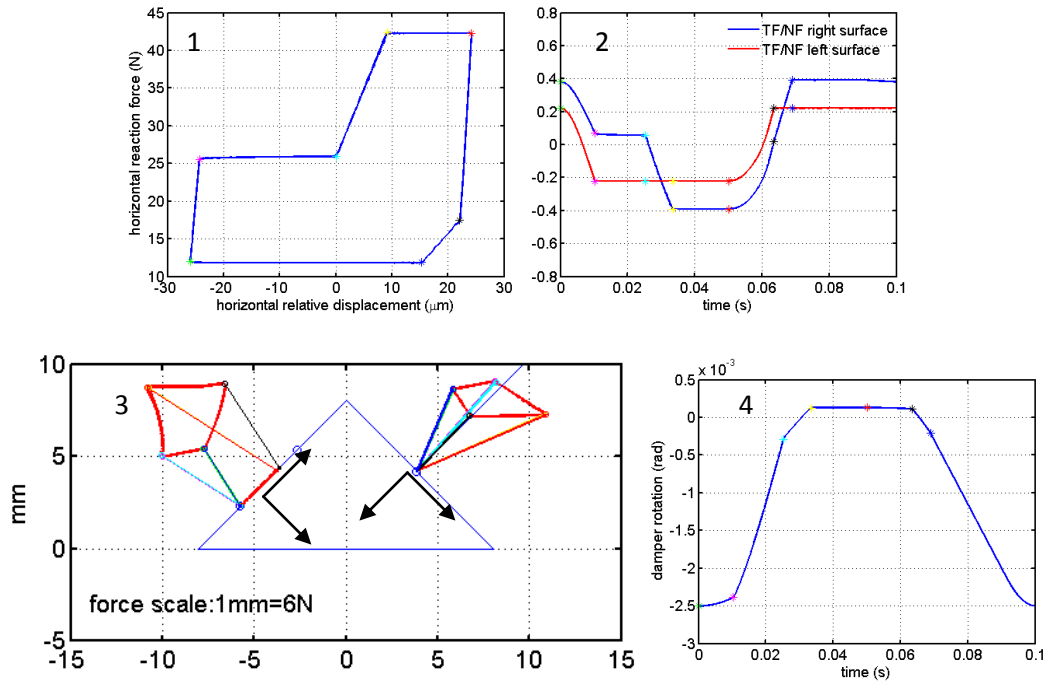 1
horizontal reaction force (N)
45
40
35
30
25
20
15
10
-30 -20 -10 0 10 20 30
horizontal relative displacement (μm)
2
TF/NF right surface
TF/NF left surface
0.8
0.6
0.4
0.2
0
-0.2
-0.4
-0.6
-0.8
0 0.02 0.04 0.06 0.08 0.1
time (s)
3
mm
10
5
0
-5
force scale:1mm=6N
-15 -10 -5 0 5 10 15
4
x 10⁻³
damper rotation (rad)
0.5
0
-0.5
-1
-1.5
-2
-2.5
-3
0 0.02 0.04 0.06 0.08 0.1
time (s)